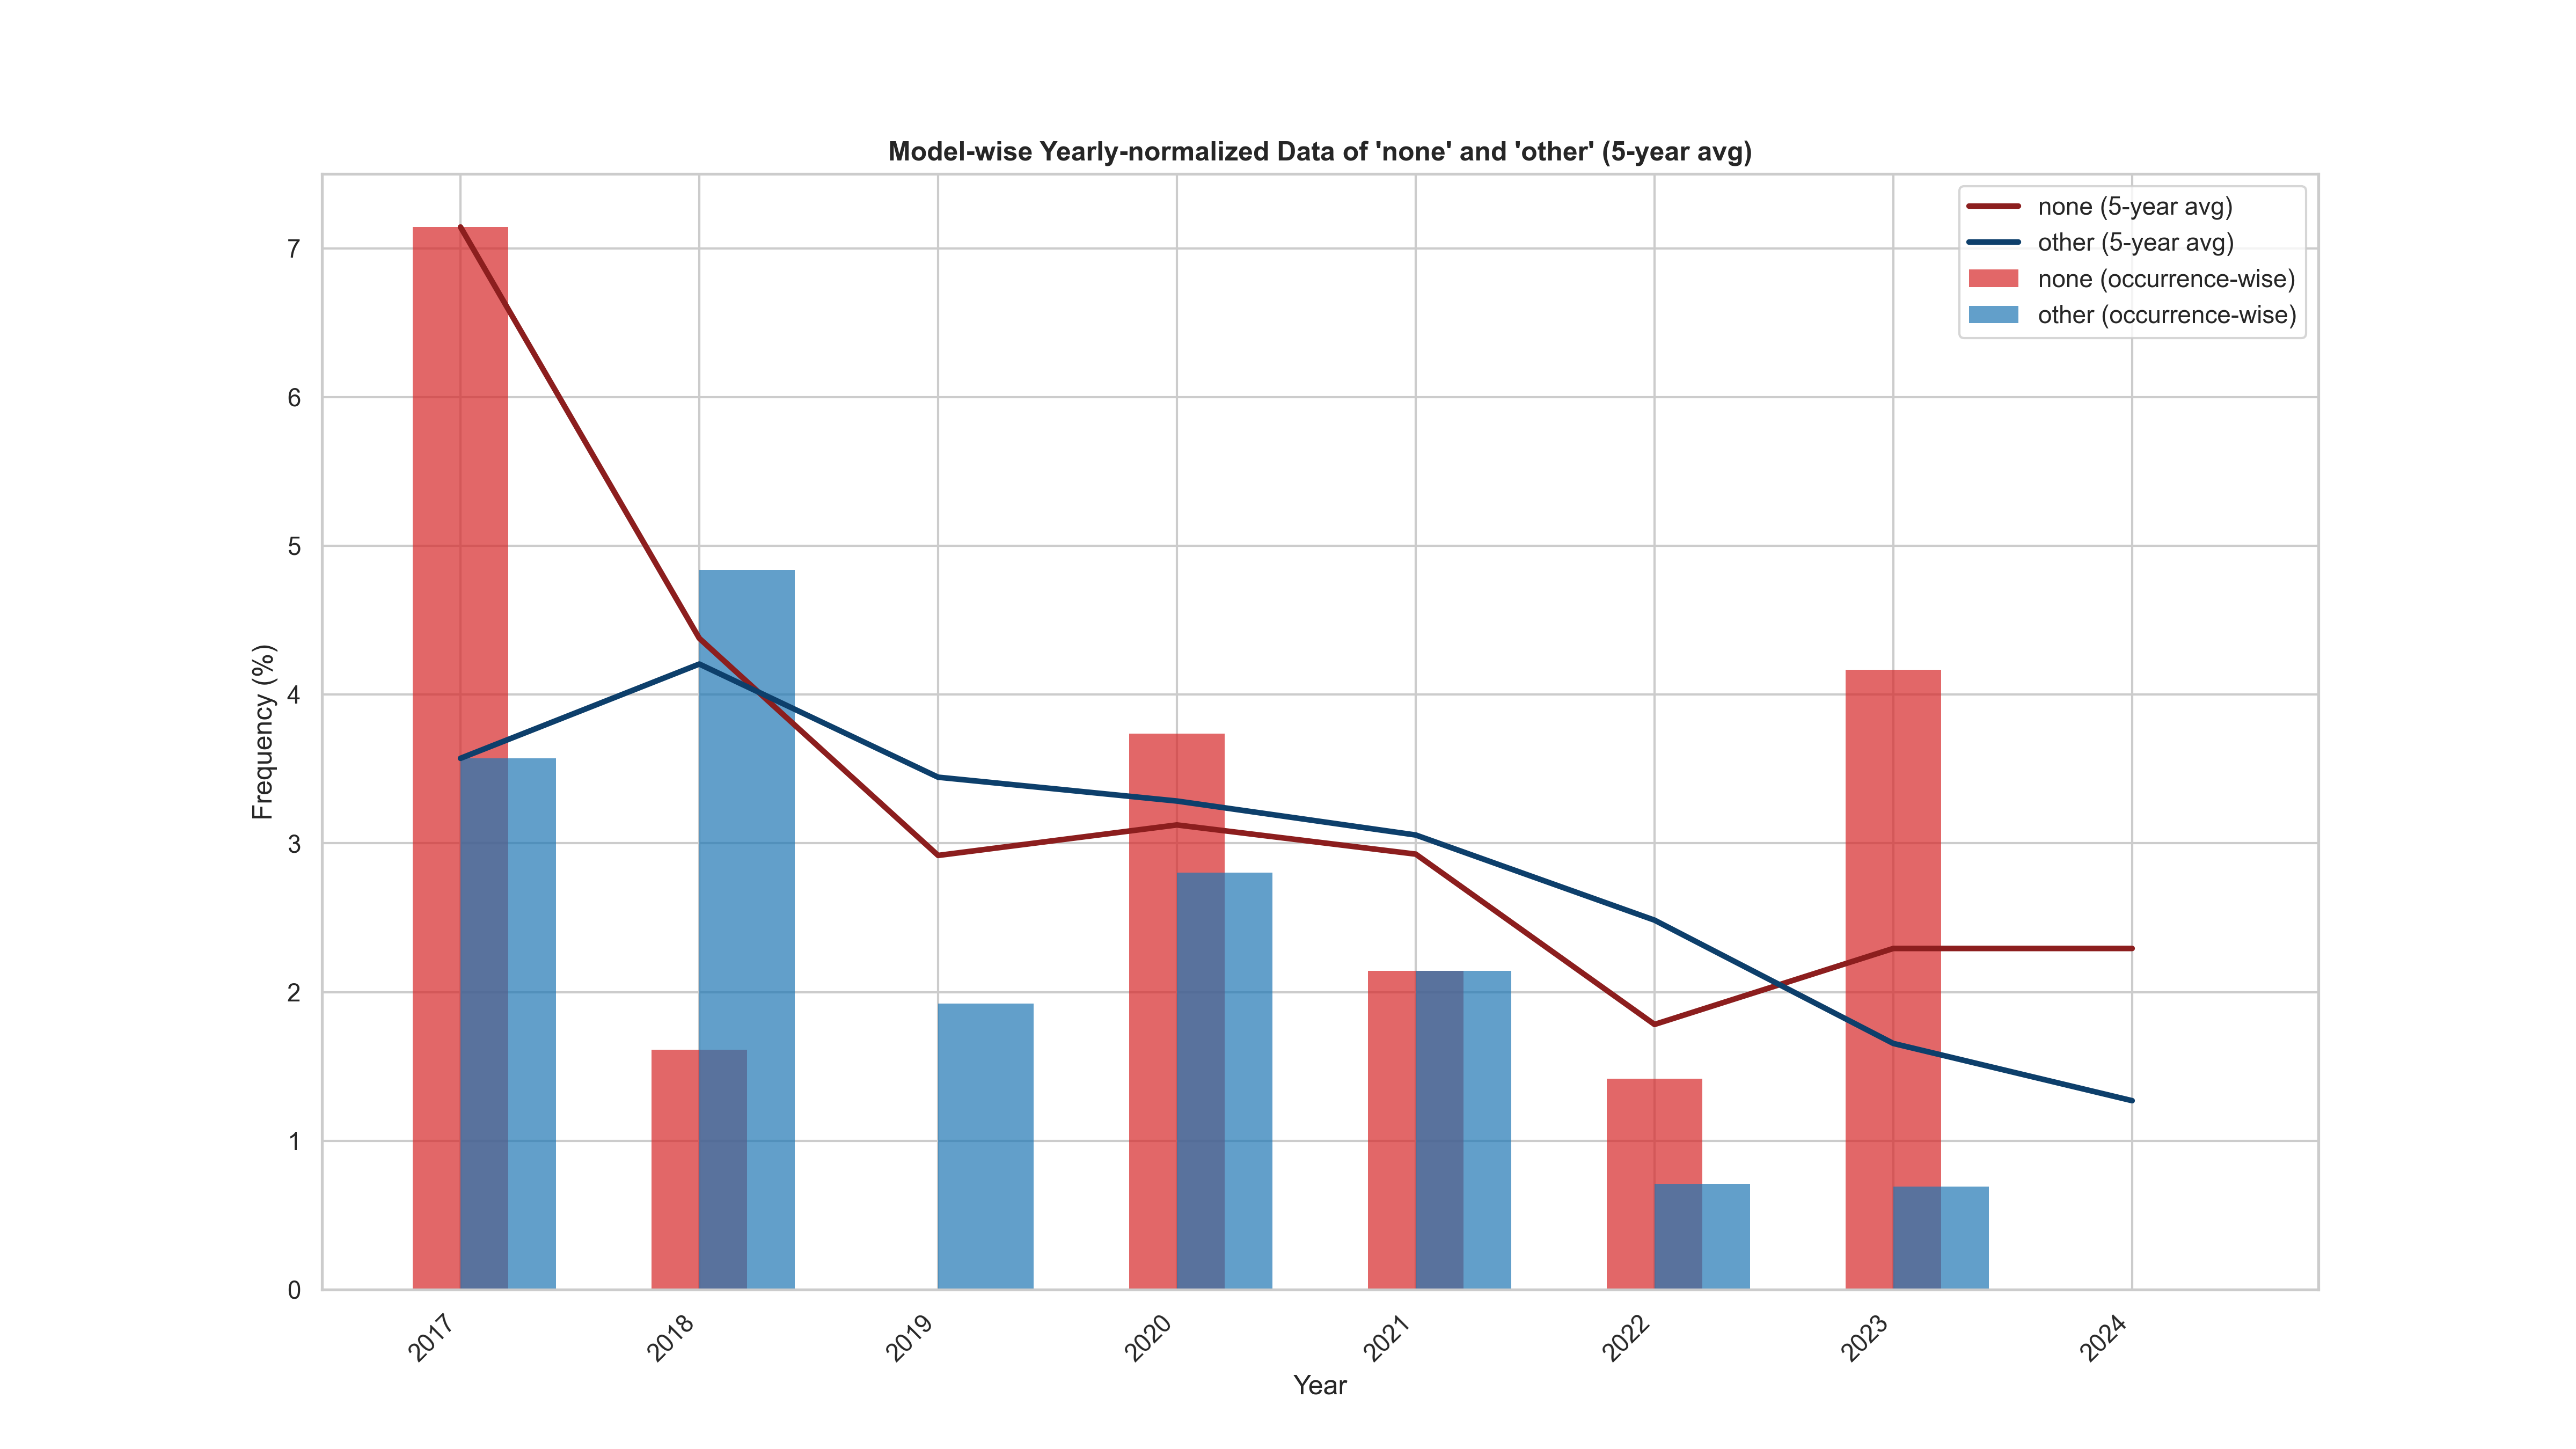 Model-wise Yearly-normalized Data of 'none' and 'other' (5-year avg)
none (5-year avg)
other (5-year avg)
none (occurrence-wise)
other (occurrence-wise)
Frequency (%)
7
6
5
4
3
2
1
0
2017
2018
2019
2020
2021
2022
2023
2024
Year